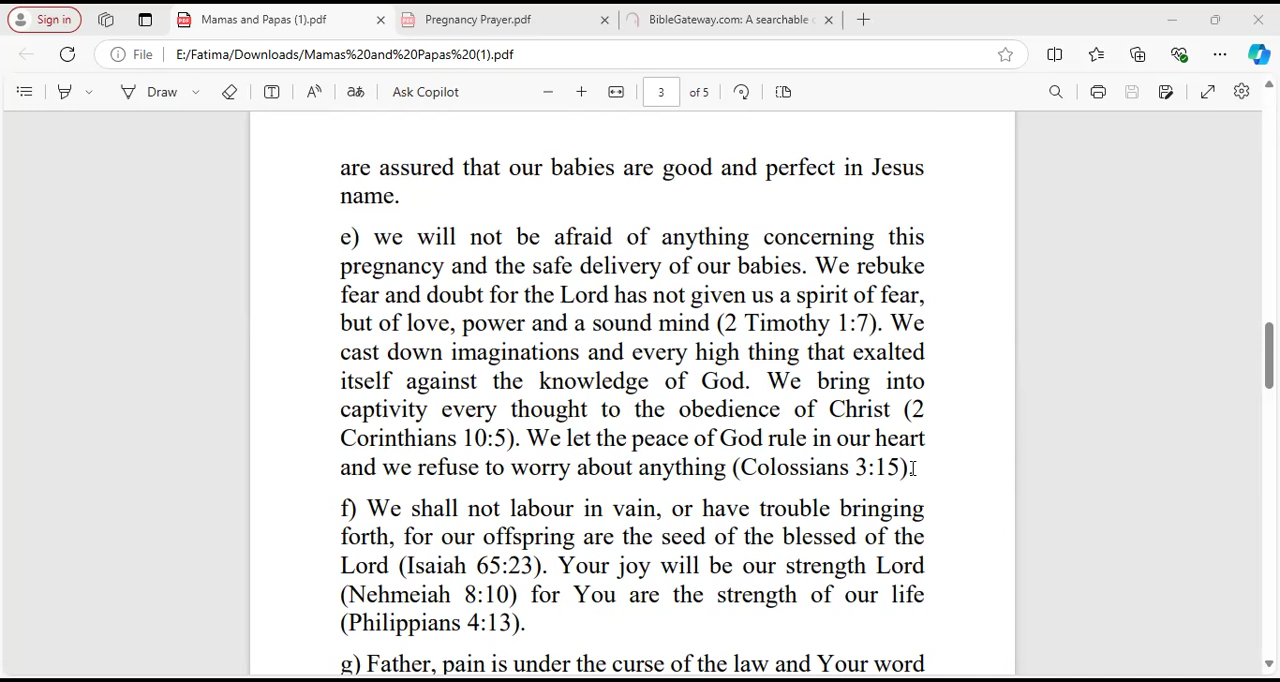 Sign in
Mamas and Papas (1).pdf
Pregnancy Prayer.pdf
BibleGateway.com: A searchable
File E:/Fatima/Downloads/Mamas%20and%20Papas%20(1).pdf
Draw
aあ
Ask Copilot
3 of 5
are assured that our babies are good and perfect in Jesus
name.
e) we will not be afraid of anything concerning this
pregnancy and the safe delivery of our babies. We rebuke
fear and doubt for the Lord has not given us a spirit of fear,
but of love, power and a sound mind (2 Timothy 1:7). We
cast down imaginations and every high thing that exalted
itself against the knowledge of God. We bring into
captivity every thought to the obedience of Christ (2
Corinthians 10:5). We let the peace of God rule in our heart
and we refuse to worry about anything (Colossians 3:15)
f) We shall not labour in vain, or have trouble bringing
forth, for our offspring are the seed of the blessed of the
Lord (Isaiah 65:23). Your joy will be our strength Lord
(Nehmeiah 8:10) for You are the strength of our life
(Philippians 4:13).
g) Father, pain is under the curse of the law and Your word